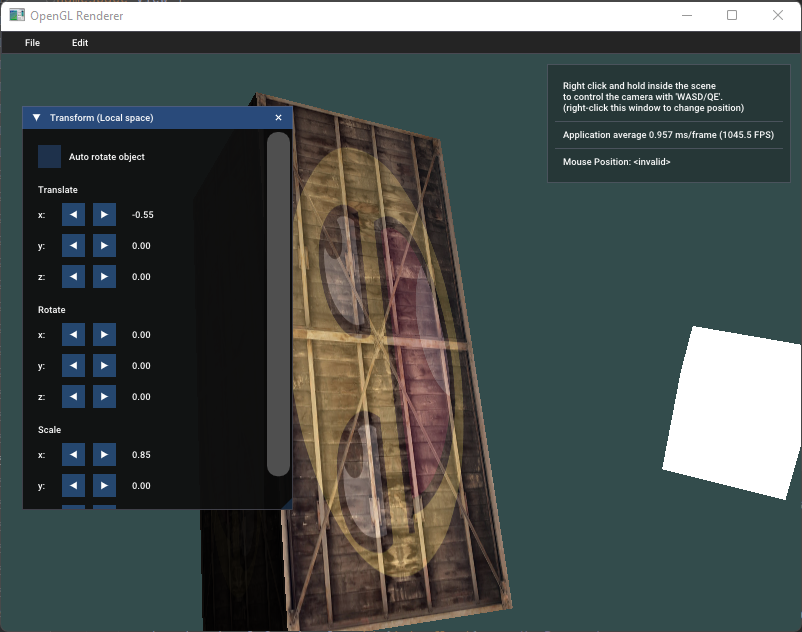 OpenGL Renderer
File Edit
Right click and hold inside the scene
to control the camera with 'WASD/QE'.
(right-click this window to change position)
Application average 0.957 ms/frame (1045.5 FPS)
Mouse Position: <invalid>
Transform (Local space)
Auto rotate object
Translate
x: -0.55
y: 0.00
z: 0.00
Rotate
x: 0.00
y: 0.00
z: 0.00
Scale
x: 0.85
y: 0.00